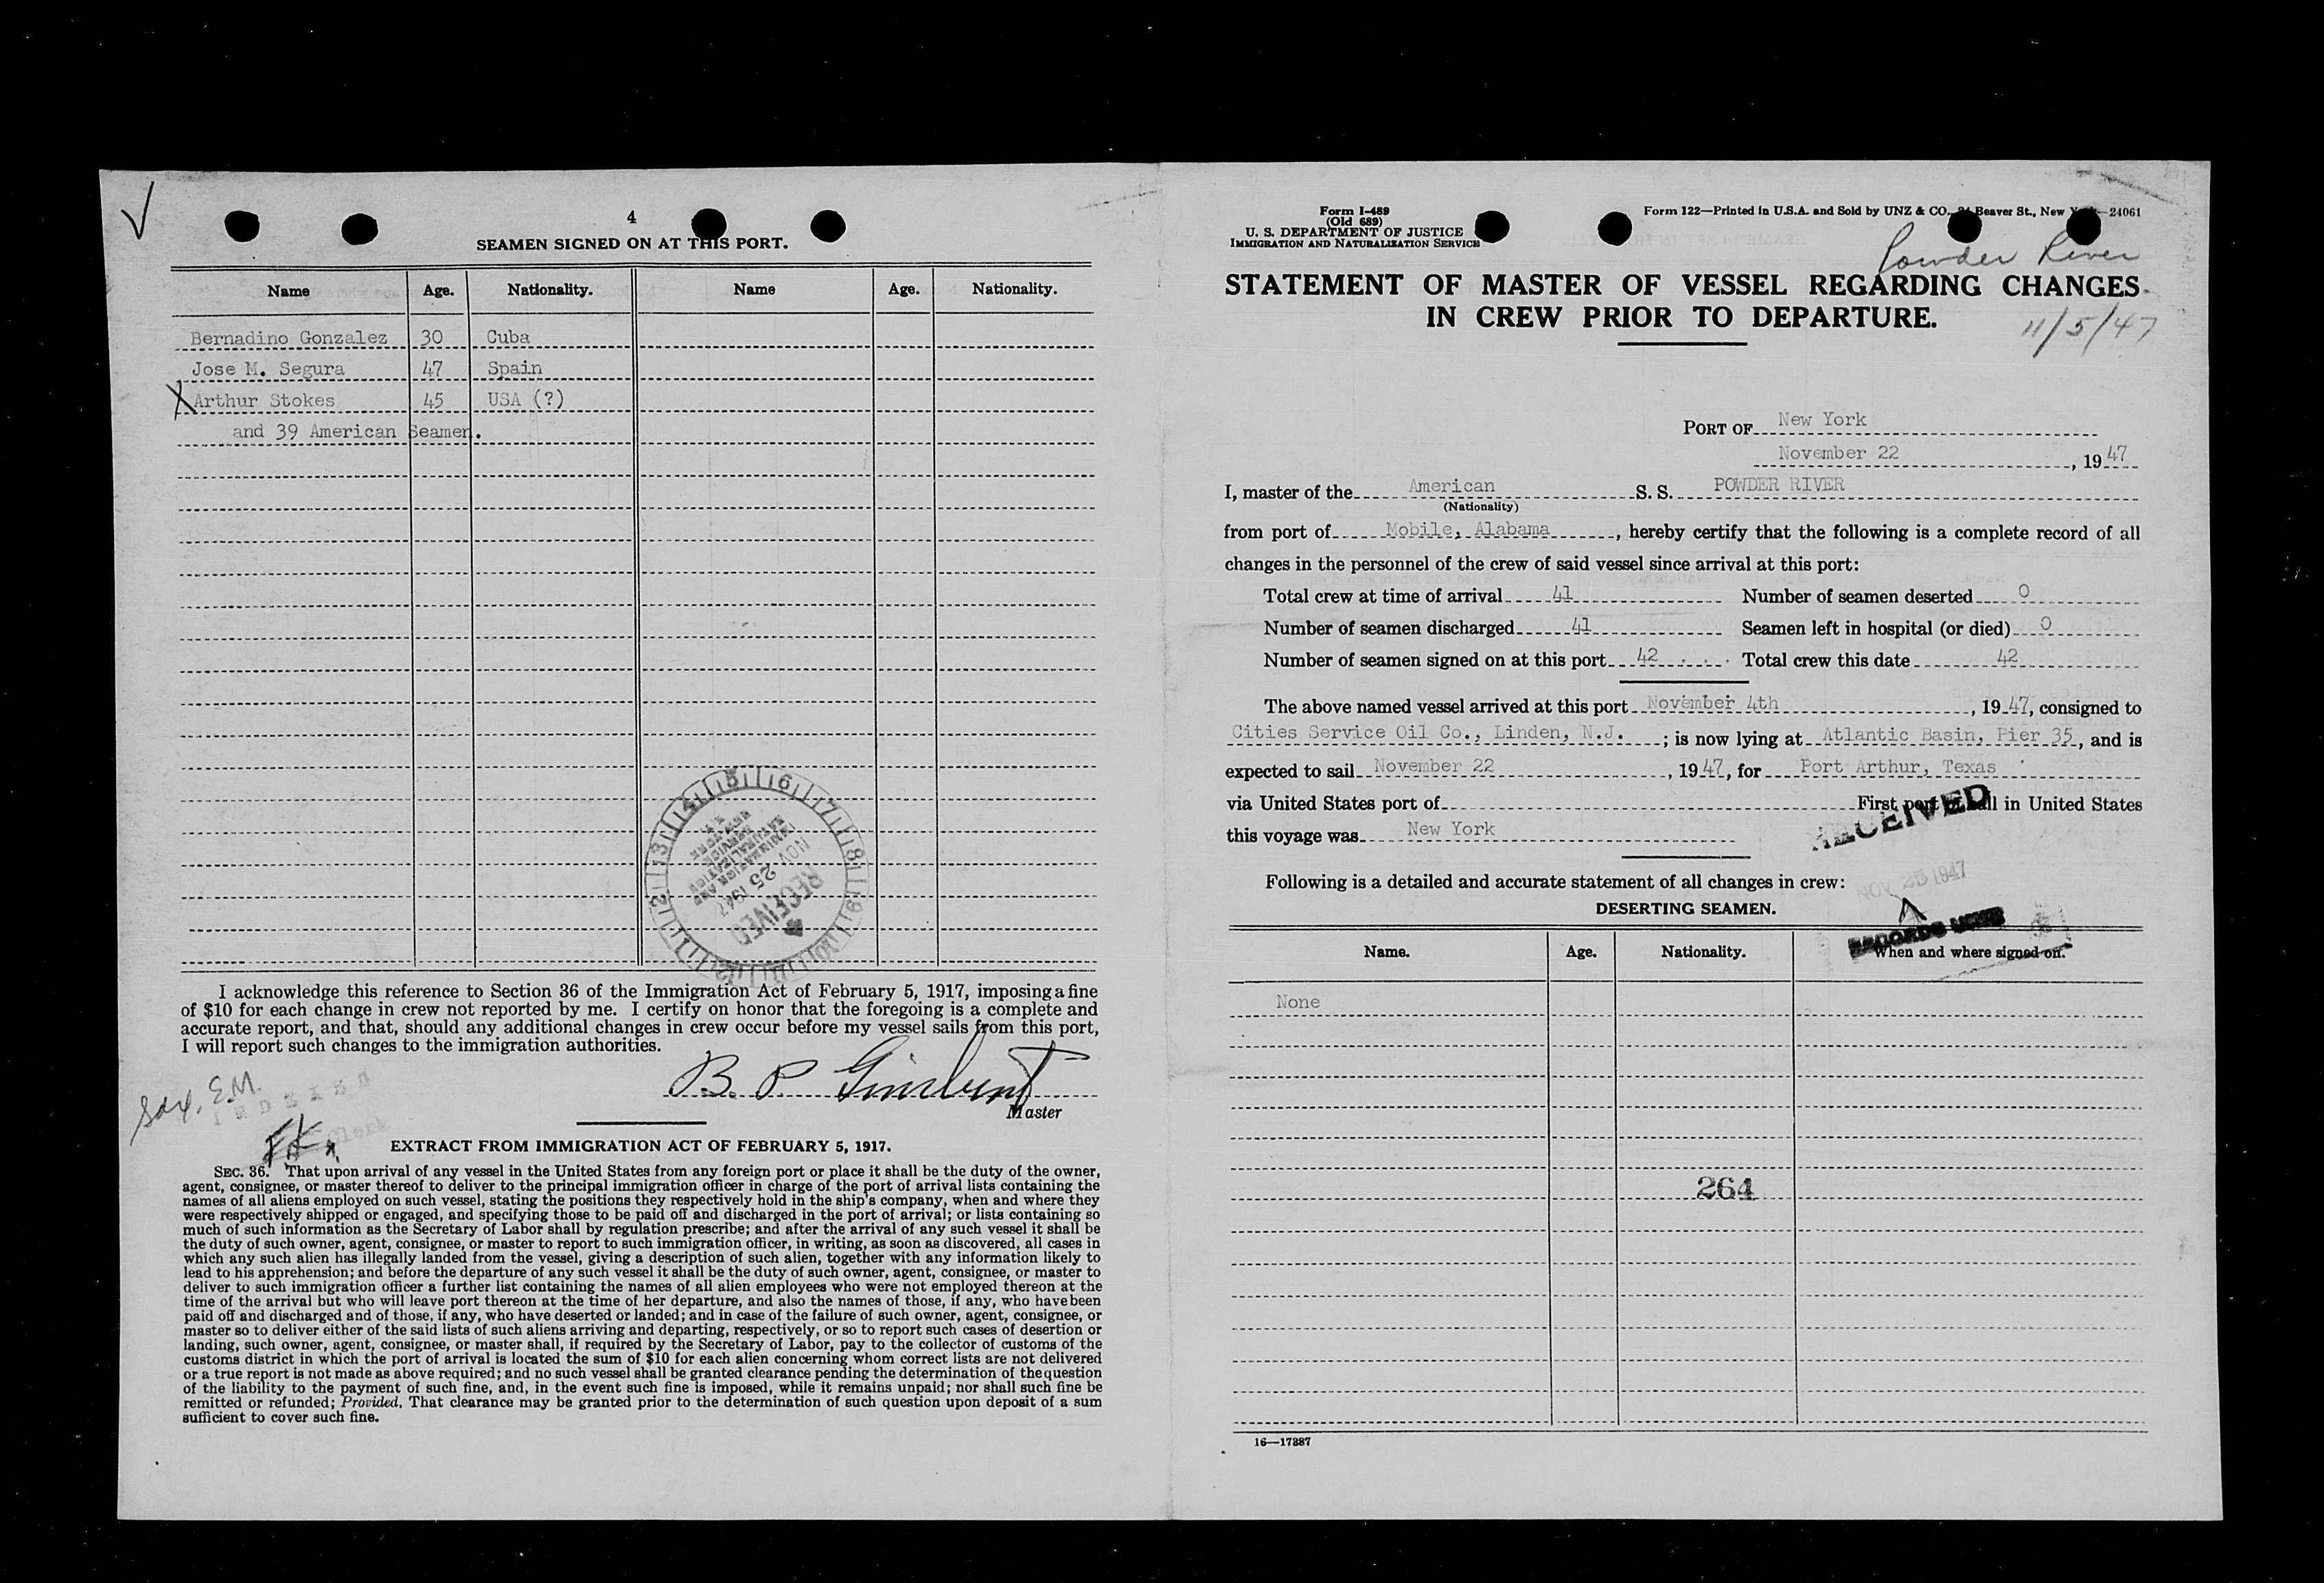 4
SEAMEN SIGNED ON AT THIS PORT.
Name Age. Nationality. Name Age. Nationality.
Bernadino Gonzalez 30 Cuba
Jose M. Segura 47 Spain
X Arthur Stokes 45 USA (?)
and 39 American Seamen.
RECEIVED
NOV 25 1947
IMMIGRATION AND
NATURALIZATION
SERVICE
I acknowledge this reference to Section 36 of the Immigration Act of February 5, 1917, imposing a fine
of $10 for each change in crew not reported by me. I certify on honor that the foregoing is a complete and
accurate report, and that, should any additional changes in crew occur before my vessel sails from this port,
I will report such changes to the immigration authorities.
B. P.
Master
E.M.
INDEXED
Clerk
EXTRACT FROM IMMIGRATION ACT OF FEBRUARY 5, 1917.
SEC. 36. That upon arrival of any vessel in the United States from any foreign port or place it shall be the duty of the owner,
agent, consignee, or master thereof to deliver to the principal immigration officer in charge of the port of arrival lists containing the
names of all aliens employed on such vessel, stating the positions they respectively hold in the ship's company, when and where they
were respectively shipped or engaged, and specifying those to be paid off and discharged in the port of arrival; or lists containing so
much of such information as the Secretary of Labor shall by regulation prescribe; and after the arrival of any such vessel it shall be
the duty of such owner, agent, consignee, or master to report to such immigration officer, in writing, as soon as discovered, all cases in
which any such alien has illegally landed from the vessel, giving a description of such alien, together with any information likely to
lead to his apprehension; and before the departure of any such vessel it shall be the duty of such owner, agent, consignee, or master to
deliver to such immigration officer a further list containing the names of all alien employees who were not employed thereon at the
time of the arrival but who will leave port thereon at the time of her departure, and also the names of those, if any, who have been
paid off and discharged and of those, if any, who have deserted or landed; and in case of the failure of such owner, agent, consignee, or
master so to deliver either of the said lists of such aliens arriving and departing, respectively, or so to report such cases of desertion or
landing, such owner, agent, consignee, or master shall, if required by the Secretary of Labor, pay to the collector of customs of the
customs district in which the port of arrival is located the sum of $10 for each alien concerning whom correct lists are not delivered
or a true report is not made as above required; and no such vessel shall be granted clearance pending the determination of the question
of the liability to the payment of such fine, and, in the event such fine is imposed, while it remains unpaid; nor shall such fine be
remitted or refunded; Provided, That clearance may be granted prior to the determination of such question upon deposit of a sum
sufficient to cover such fine.
Form I-489
(Old 689)
U. S. DEPARTMENT OF JUSTICE
IMMIGRATION AND NATURALIZATION SERVICE
Form 122—Printed in U.S.A. and Sold by UNZ & CO., Beaver St., New —24061
Powder River
STATEMENT OF MASTER OF VESSEL REGARDING CHANGES
IN CREW PRIOR TO DEPARTURE.
11/5/47
PORT OF New York
November 22, 1947
I, master of the American S. S. POWDER RIVER
(Nationality)
from port of Mobile, Alabama, hereby certify that the following is a complete record of all
changes in the personnel of the crew of said vessel since arrival at this port:
Total crew at time of arrival 41 Number of seamen deserted 0
Number of seamen discharged 41 Seamen left in hospital (or died) 0
Number of seamen signed on at this port 42 Total crew this date 42
The above named vessel arrived at this port November 4th, 1947, consigned to
Cities Service Oil Co., Linden, N.J.; is now lying at Atlantic Basin, Pier 35, and is
expected to sail November 22, 1947, for Port Arthur, Texas
via United States port of First port of call in United States
this voyage was New York
RECEIVED
NOV 25 1947
RECORDS UNIT
Following is a detailed and accurate statement of all changes in crew:
DESERTING SEAMEN.
Name. Age. Nationality. When and where signed on.
None
264
16—17387